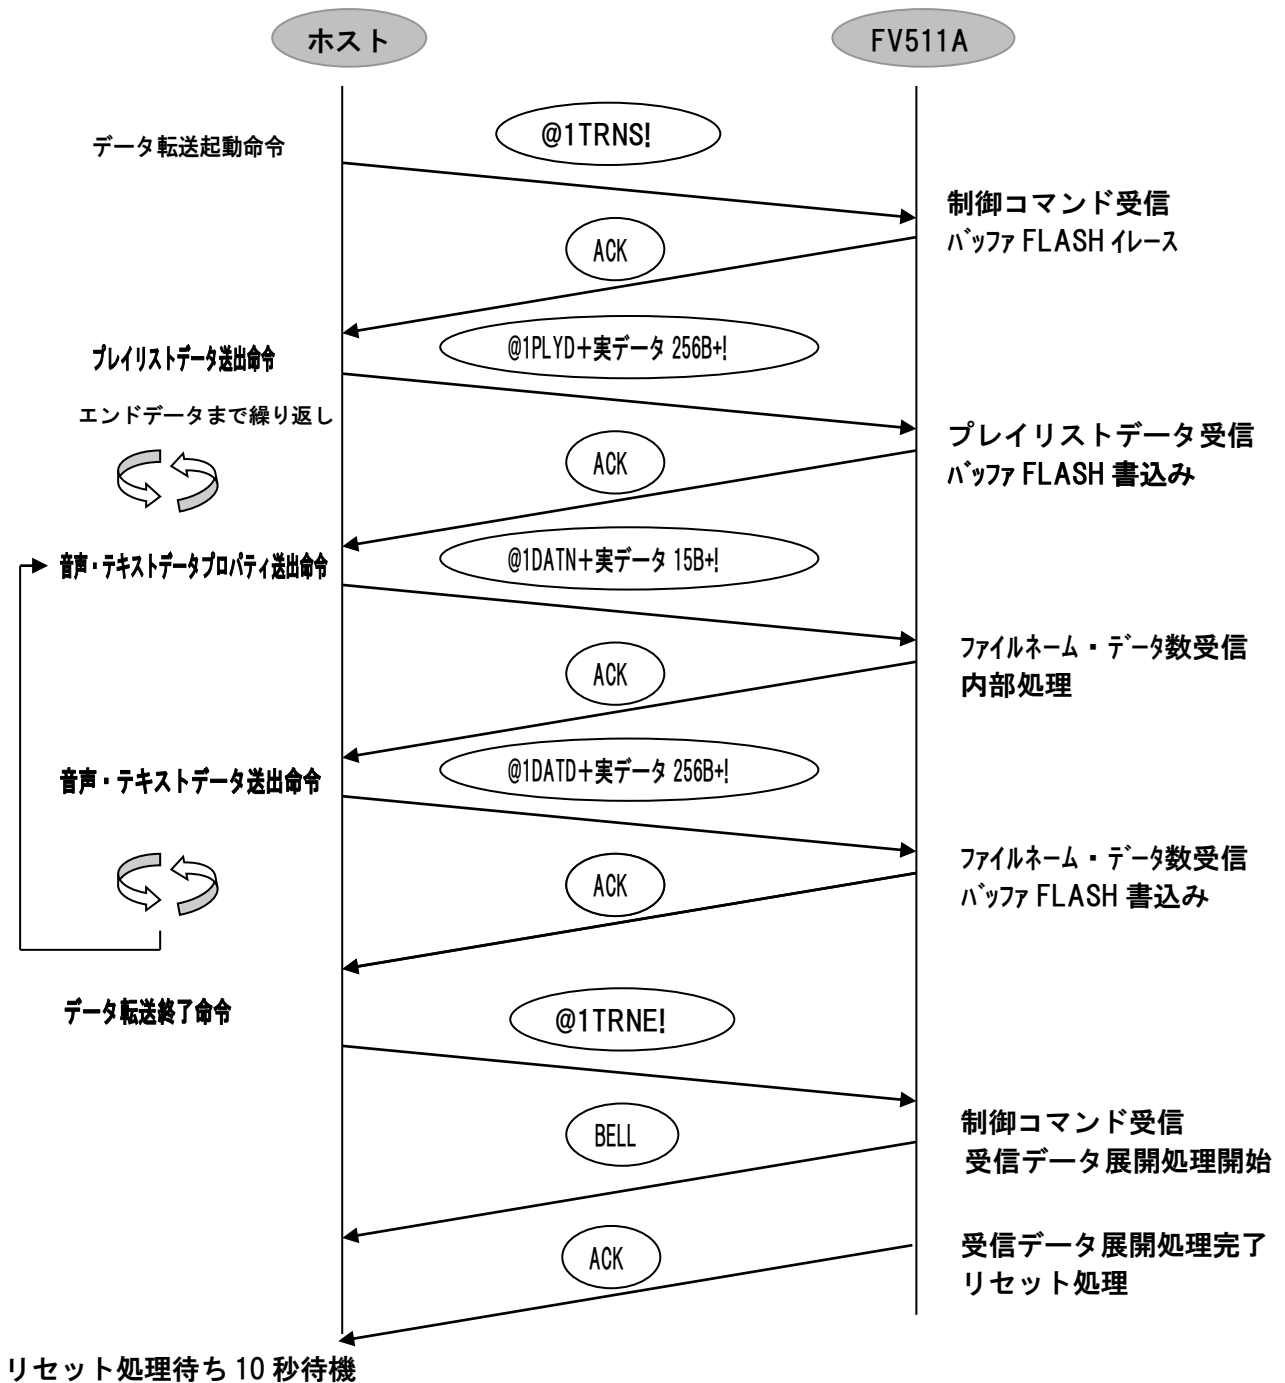 ホスト
FV511A
@1TRNS!
データ転送起動命令
制御コマンド受信
バッファ FLASH イレース
ACK
@1PLYD＋実データ 256B+!
プレイリストデータ送出命令
エンドデータまで繰り返し
プレイリストデータ受信
バッファ FLASH 書込み
ACK
@1DATN＋実データ 15B+!
音声・テキストデータプロパティ送出命令
ファイルネーム・データ数受信
内部処理
ACK
@1DATD＋実データ 256B+!
音声・テキストデータ送出命令
ファイルネーム・データ数受信
バッファ FLASH 書込み
ACK
データ転送終了命令
@1TRNE!
制御コマンド受信
受信データ展開処理開始
BELL
受信データ展開処理完了
リセット処理
ACK
リセット処理待ち 10 秒待機